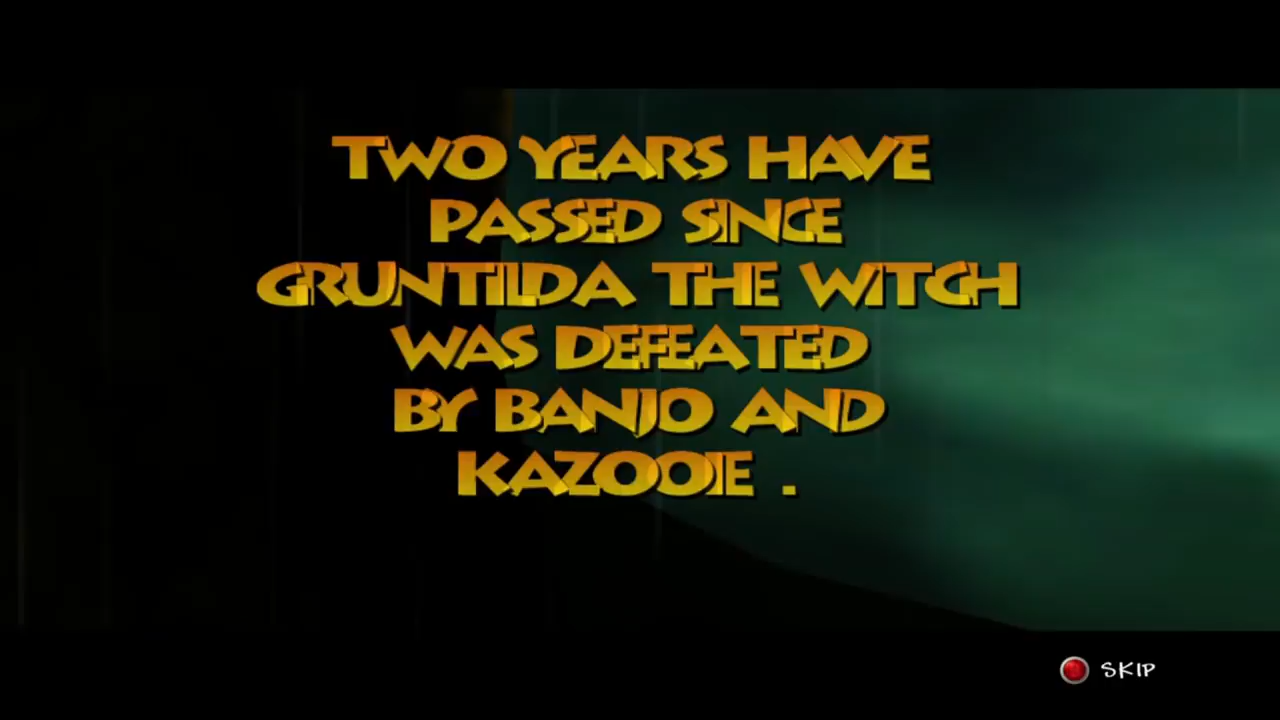 TWO YEARS HAVE
PASSED SINCE
GRUNTILDA THE WITCH
WAS DEFEATED
BY BANJO AND
KAZOOIE .
SKIP